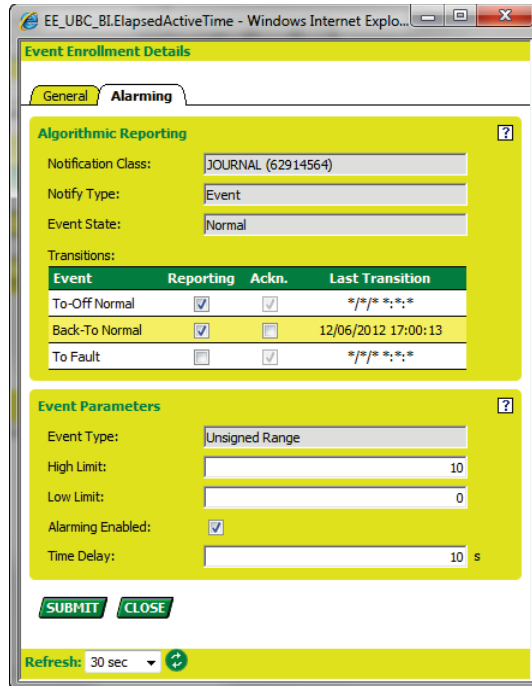 EE_UBC_BI.ElapsedActiveTime - Windows Internet Explo...
Event Enrollment Details
General Alarming
Algorithmic Reporting ?
Notification Class: JOURNAL (62914564)
Notify Type: Event
Event State: Normal
Transitions:
Event Reporting Ackn. Last Transition
To-Off Normal */*/* *:*:*
Back-To Normal 12/06/2012 17:00:13
To Fault */*/* *:*:*
Event Parameters ?
Event Type: Unsigned Range
High Limit: 10
Low Limit: 0
Alarming Enabled:
Time Delay: 10 s
SUBMIT CLOSE
Refresh: 30 sec